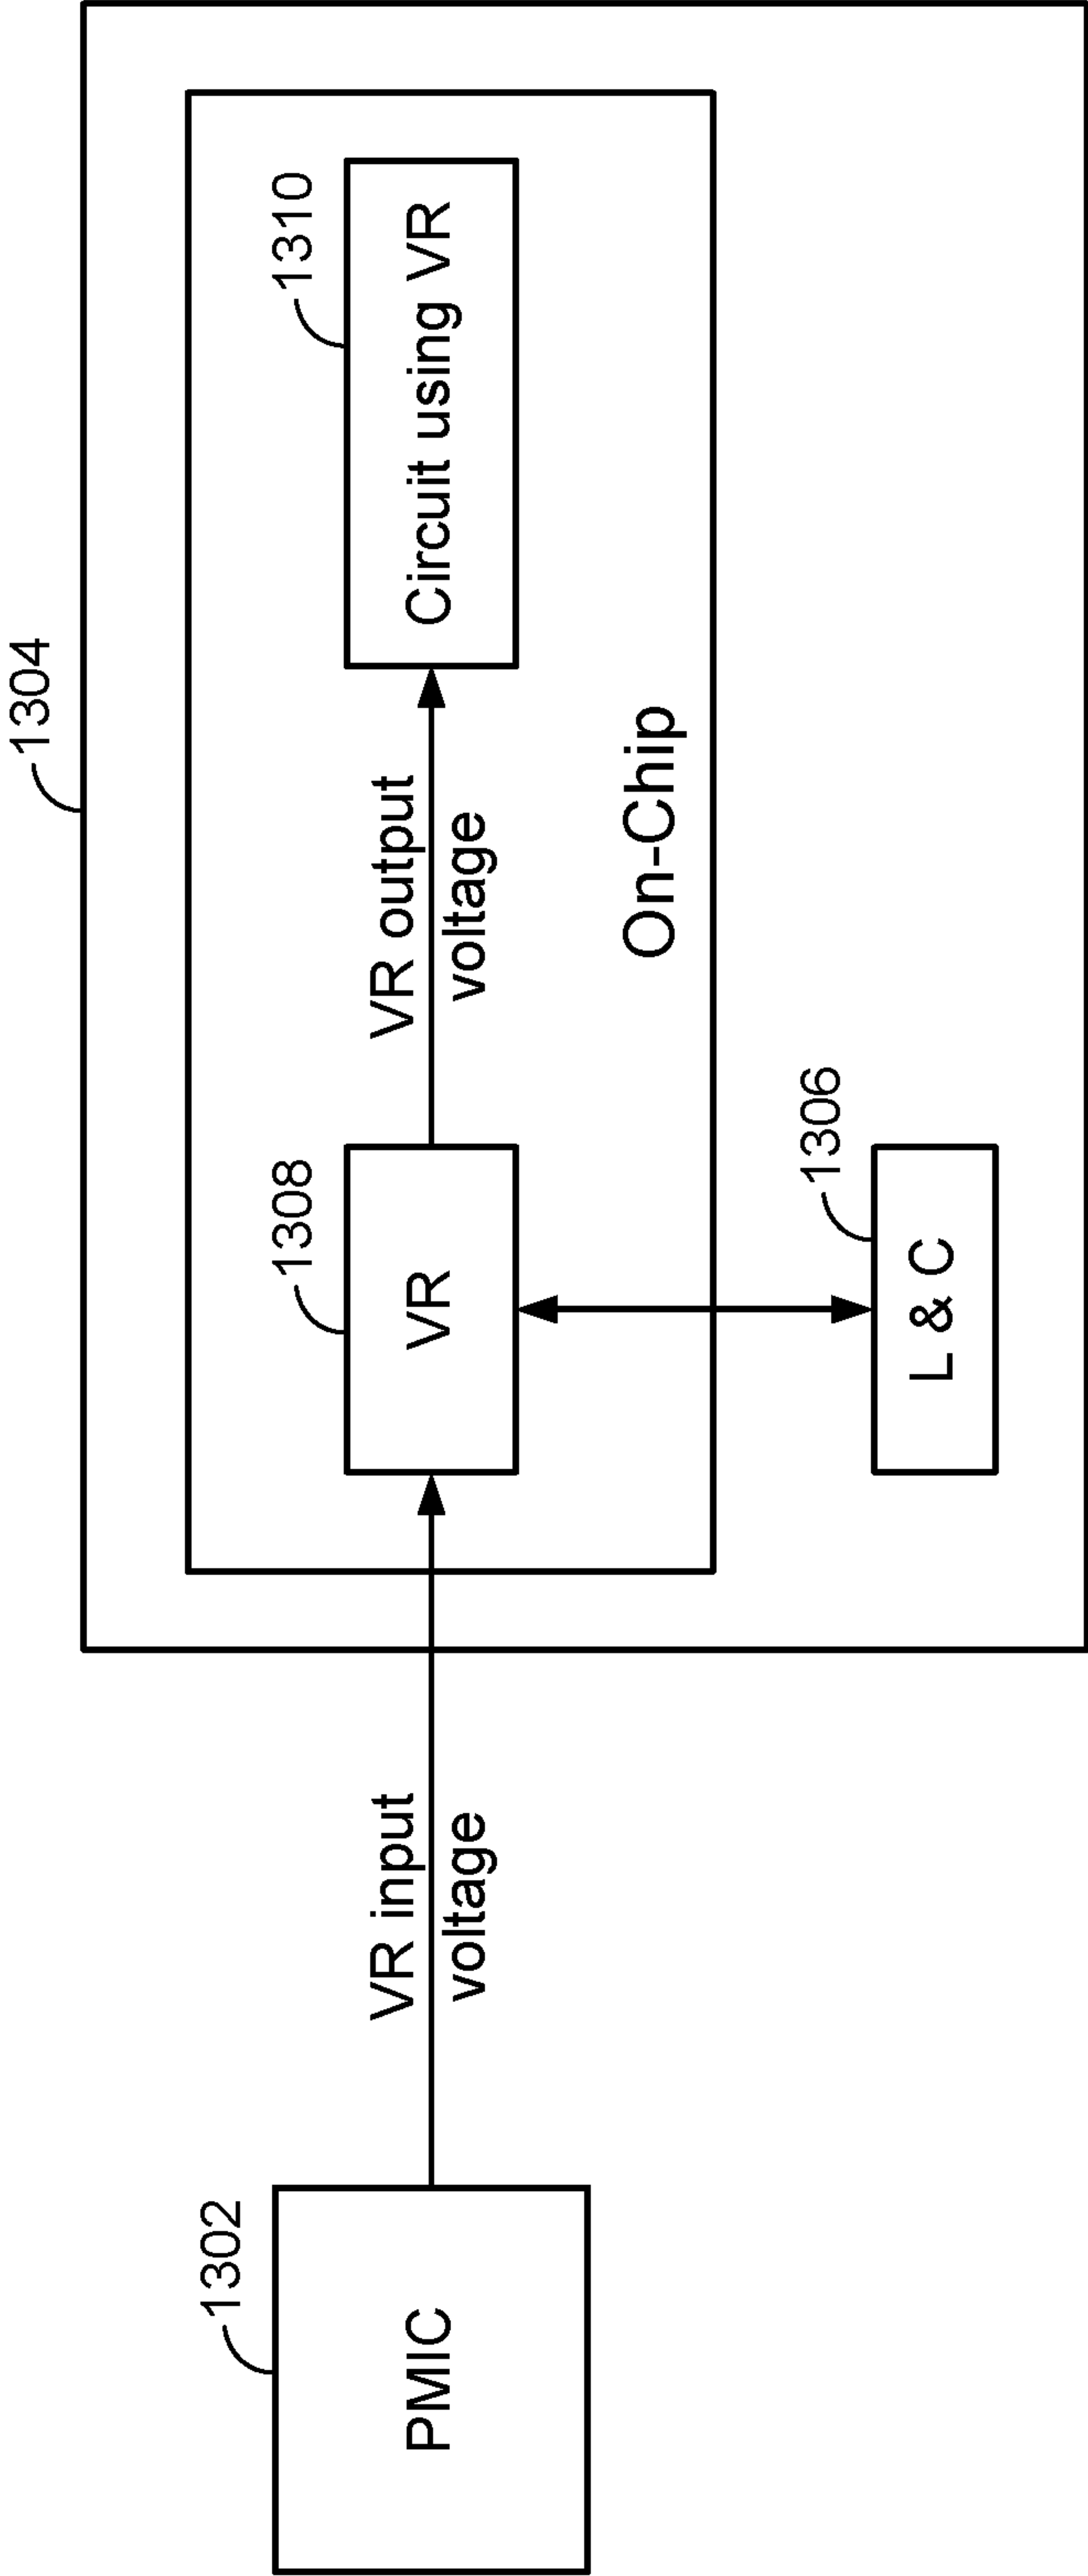 1304
1302
PMIC
VR input
voltage
1308
VR
VR output
voltage
1310
Circuit using VR
On-Chip
1306
L & C